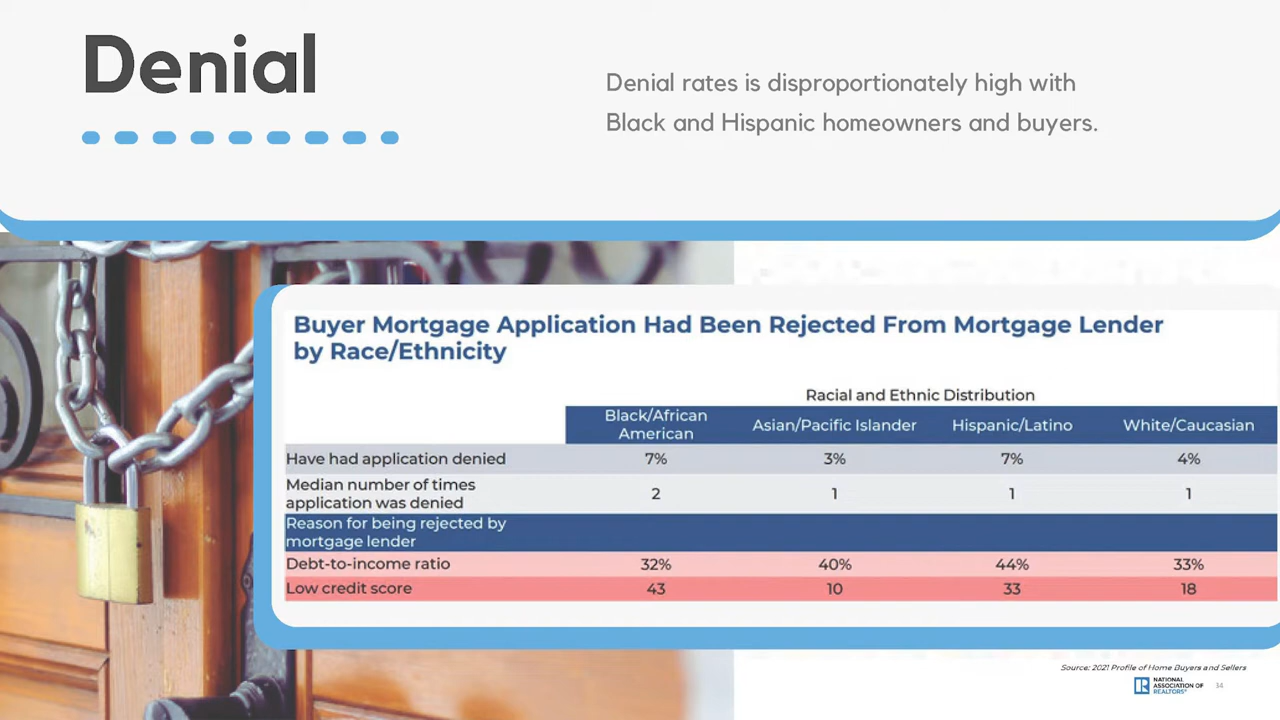 Denial
Denial rates is disproportionately high with
Black and Hispanic homeowners and buyers.
Buyer Mortgage Application Had Been Rejected From Mortgage Lender
by Race/Ethnicity
Racial and Ethnic Distribution
Black/African
American
Asian/Pacific Islander
Hispanic/Latino
White/Caucasian
Have had application denied 7% 3% 7% 4%
Median number of times
application was denied 2 1 1 1
Reason for being rejected by
mortgage lender
Debt-to-income ratio 32% 40% 44% 33%
Low credit score 43 10 33 18
Source: 2021 Profile of Home Buyers and Sellers
NATIONAL
ASSOCIATION OF
REALTORS®
34